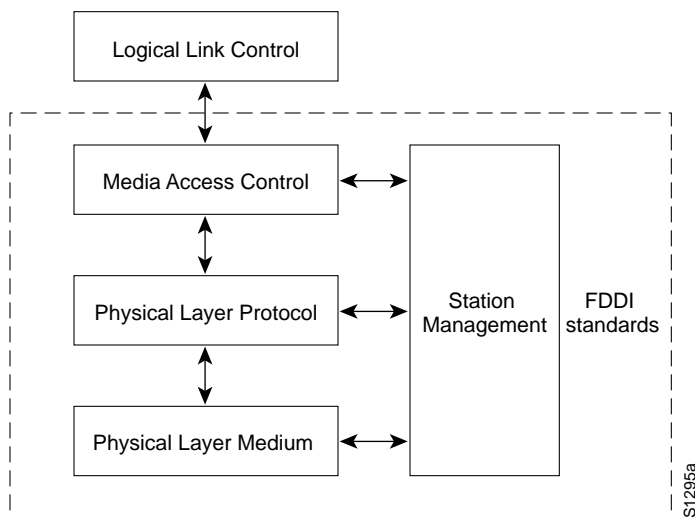 Logical Link Control
Media Access Control
Physical Layer Protocol
Station
Management
FDDI
standards
Physical Layer Medium
S1295a